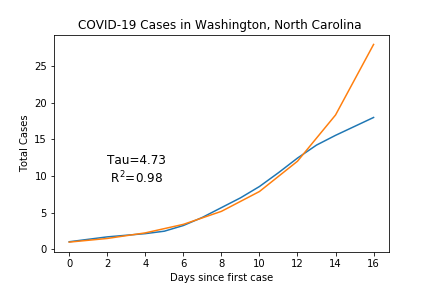 COVID-19 Cases in Washington, North Carolina
Total Cases
25
20
15
10
5
0
Tau=4.73
R²=0.98
0 2 4 6 8 10 12 14 16
Days since first case